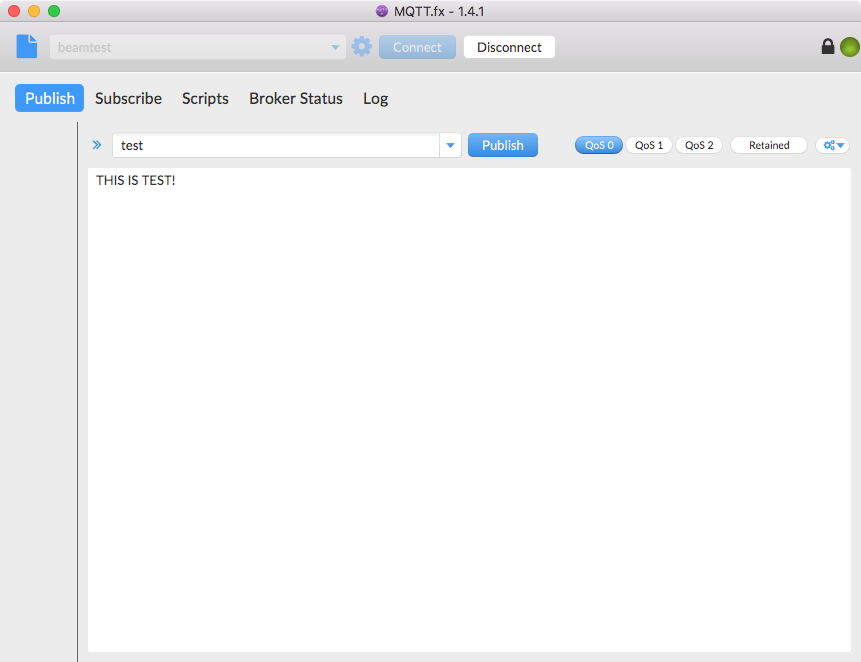 MQTT.fx - 1.4.1
beamtest
Connect
Disconnect
Publish Subscribe Scripts Broker Status Log
test
Publish
QoS 0 QoS 1 QoS 2 Retained
THIS IS TEST!